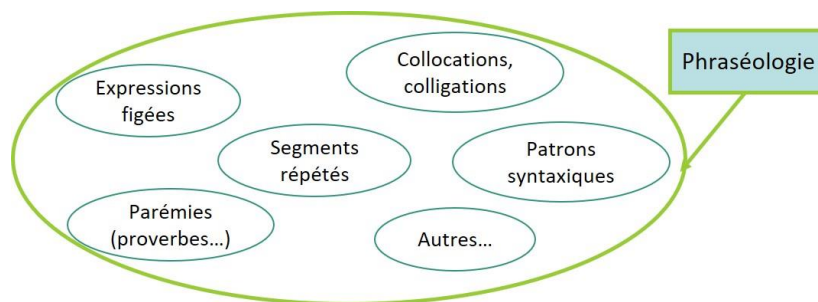 Collocations,
colligations
Phraséologie
Expressions
figées
Segments
répétés
Patrons
syntaxiques
Parémies
(proverbes…)
Autres…